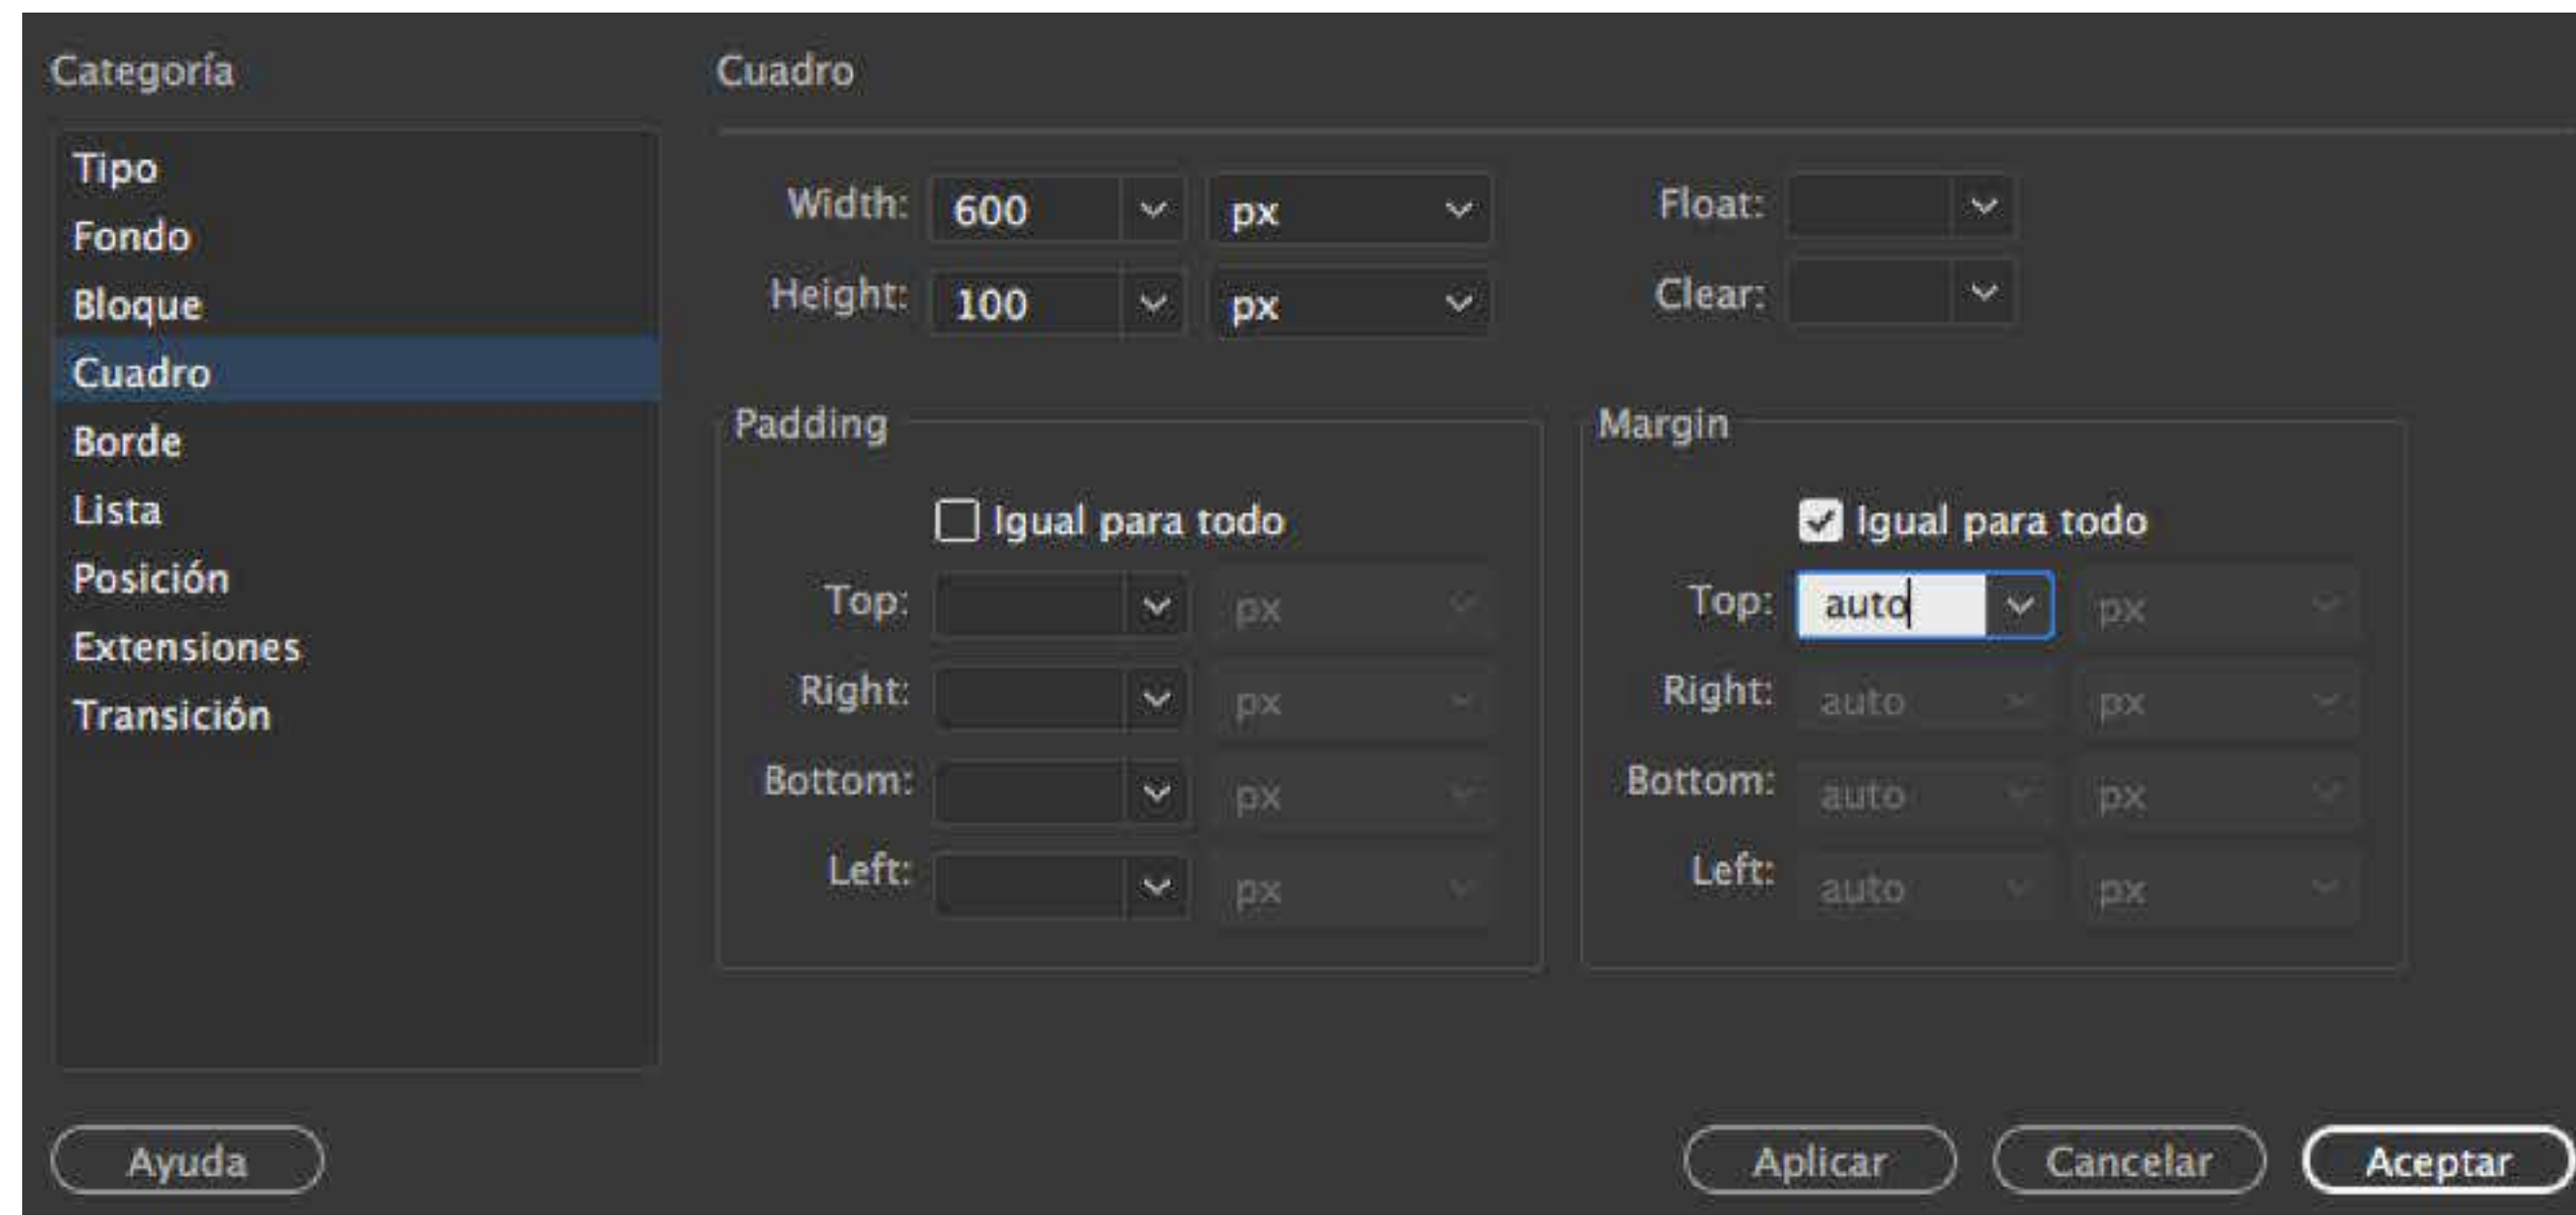 Categoría
Tipo
Fondo
Bloque
Cuadro
Borde
Lista
Posición
Extensiones
Transición
Cuadro
Width: 600 px
Height: 100 px
Float:
Clear:
Padding
Igual para todo
Top: px
Right: px
Bottom: px
Left: px
Margin
Igual para todo
Top: auto px
Right: auto px
Bottom: auto px
Left: auto px
Ayuda
Aplicar Cancelar Aceptar